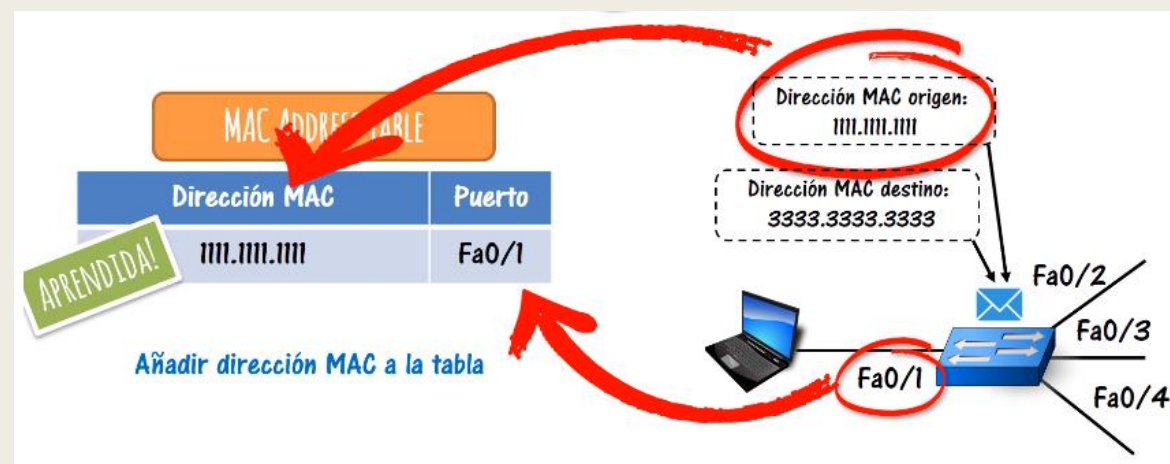 MAC ADDRESS TABLE
Dirección MAC
Puerto
1111.1111.1111
Fa0/1
APRENDIDA!
Añadir dirección MAC a la tabla
Dirección MAC origen:
1111.1111.1111
Dirección MAC destino:
3333.3333.3333
Fa0/1
Fa0/2
Fa0/3
Fa0/4